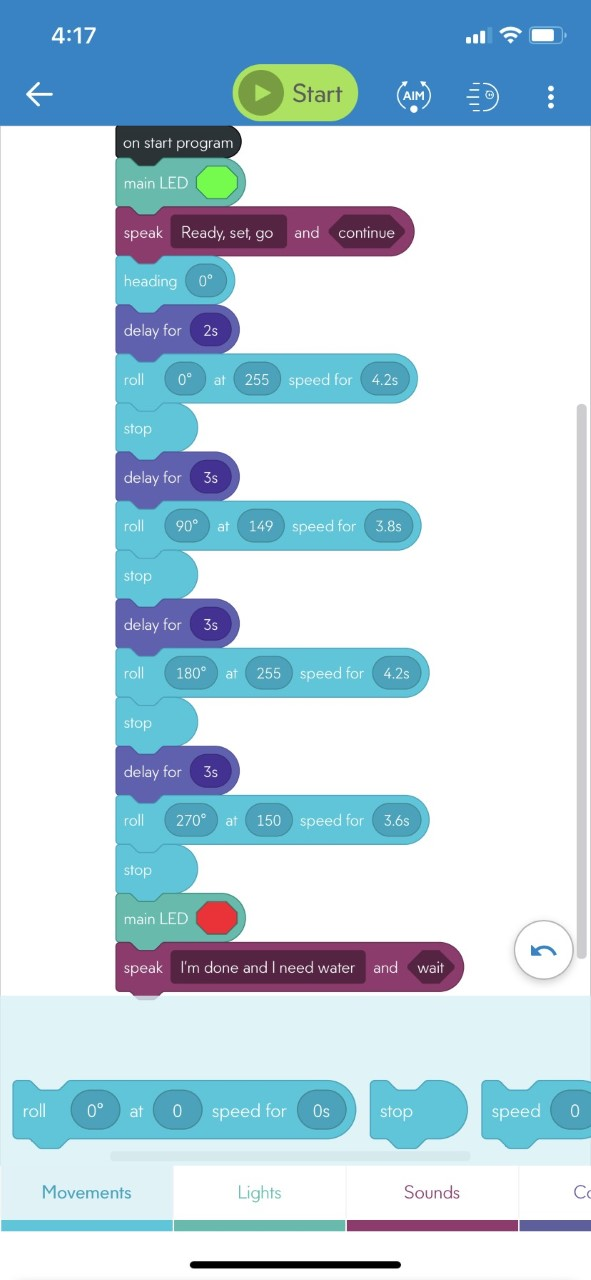 4:17
Start
AIM
on start program
main LED
speak Ready, set, go and continue
heading 0°
delay for 2s
roll 0° at 255 speed for 4.2s
stop
delay for 3s
roll 90° at 149 speed for 3.8s
stop
delay for 3s
roll 180° at 255 speed for 4.2s
stop
delay for 3s
roll 270° at 150 speed for 3.6s
stop
main LED
speak I'm done and I need water and wait
roll 0° at 0 speed for 0s stop speed 0
Movements Lights Sounds